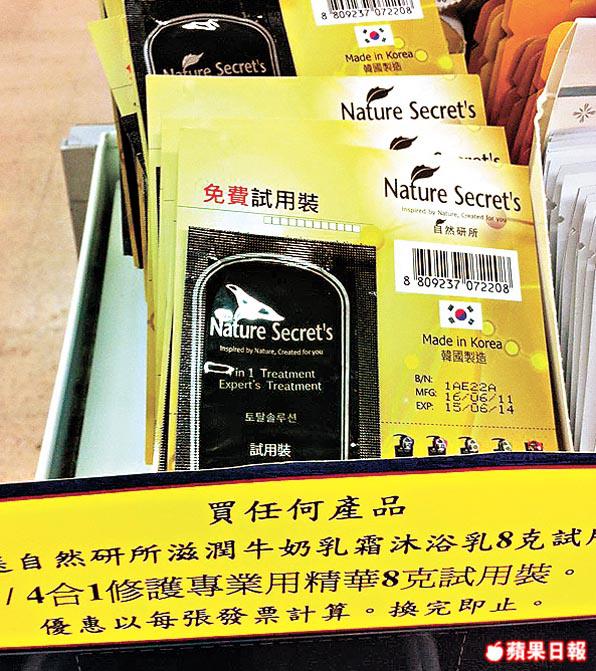 8 809237 072208
Made in Korea
韓國製造
Nature Secret's
Nature Secret's
Nature Secret's
Inspired by Nature, Created for you
自然研所
免費試用裝
8 809237 072208
Made in Korea
韓國製造
B/N: 1AE22A
MFG: 16/06/11
EXP: 15/06/14
Nature Secret's
Inspired by Nature, Created for you
in 1 Treatment
Expert's Treatment
토탈솔루션
試用裝
買任何產品
自然研所滋潤牛奶乳霜沐浴乳8克試用
/ 4合1修護專業用精華8克試用裝。
優惠以每張發票計算。換完即止。
蘋果日報